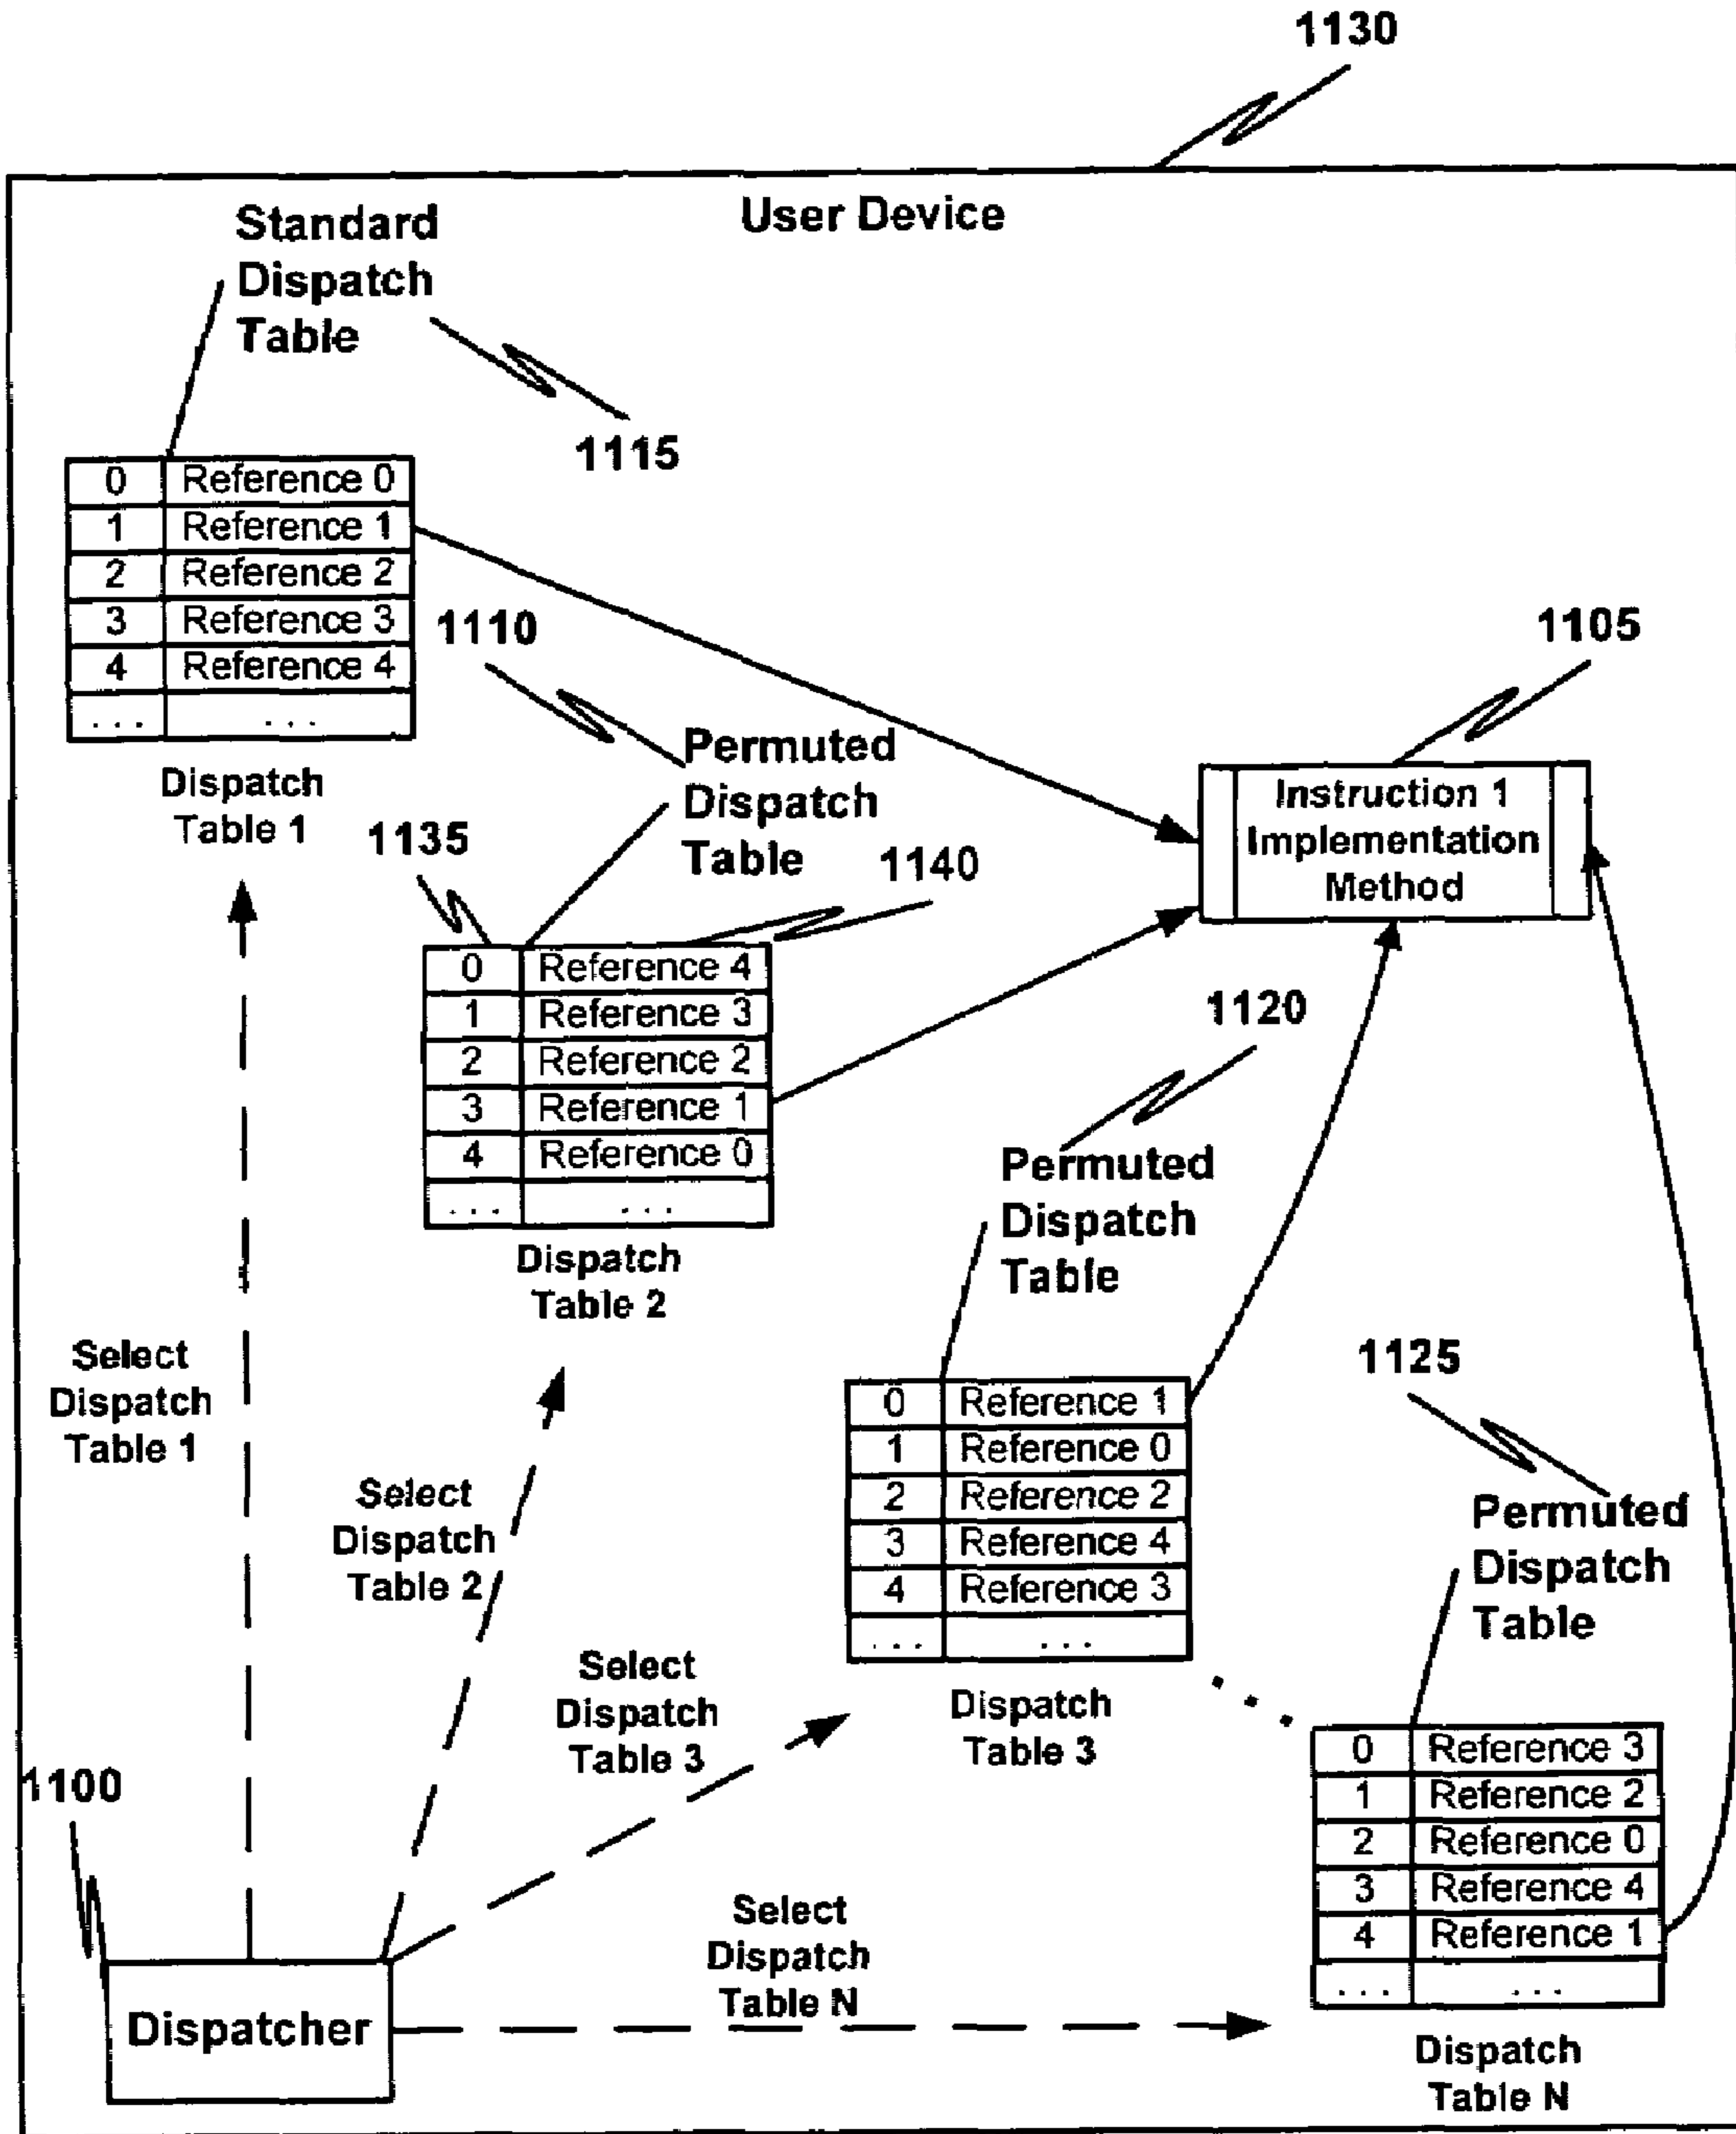 1130
User Device
Standard
Dispatch
Table
1115
0 Reference 0
1 Reference 1
2 Reference 2
3 Reference 3
4 Reference 4
... ...
Dispatch
Table 1
1110
Permuted
Dispatch
Table
1135
1140
0 Reference 4
1 Reference 3
2 Reference 2
3 Reference 1
4 Reference 0
... ...
Dispatch
Table 2
1105
Instruction 1
Implementation
Method
1120
Permuted
Dispatch
Table
0 Reference 1
1 Reference 0
2 Reference 2
3 Reference 4
4 Reference 3
... ...
Dispatch
Table 3
1125
Permuted
Dispatch
Table
0 Reference 3
1 Reference 2
2 Reference 0
3 Reference 4
4 Reference 1
... ...
Dispatch
Table N
Select
Dispatch
Table 1
Select
Dispatch
Table 2
Select
Dispatch
Table 3
Select
Dispatch
Table N
1100
Dispatcher